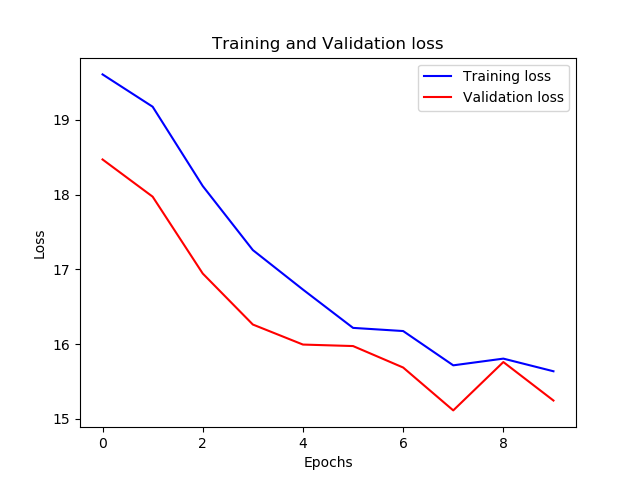 Training and Validation loss
Training loss
Validation loss
Loss
19
18
17
16
15
0 2 4 6 8
Epochs